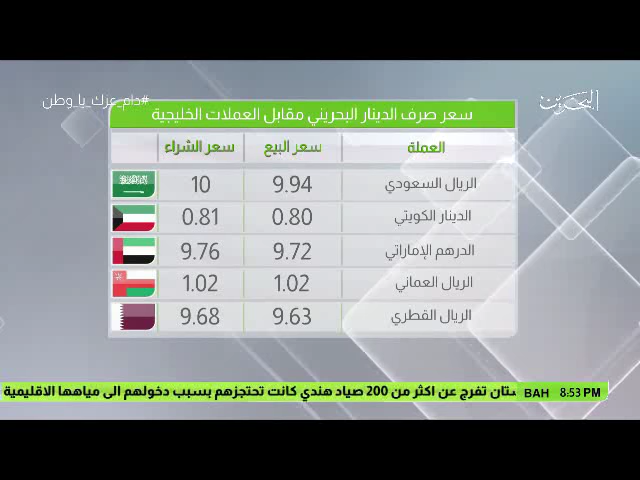 #دام_عزك_يا_وطن
البحرين
سعر صرف الدينار البحريني مقابل العملات الخليجية
العملة سعر البيع سعر الشراء
الريال السعودي 9.94 10
الدينار الكويتي 0.80 0.81
الدرهم الإماراتي 9.72 9.76
الريال العماني 1.02 1.02
الريال القطري 9.63 9.68
ستان تفرج عن اكثر من 200 صياد هندي كانت تحتجزهم بسبب دخولهم الى مياهها الاقليمية
BAH 8:53 PM